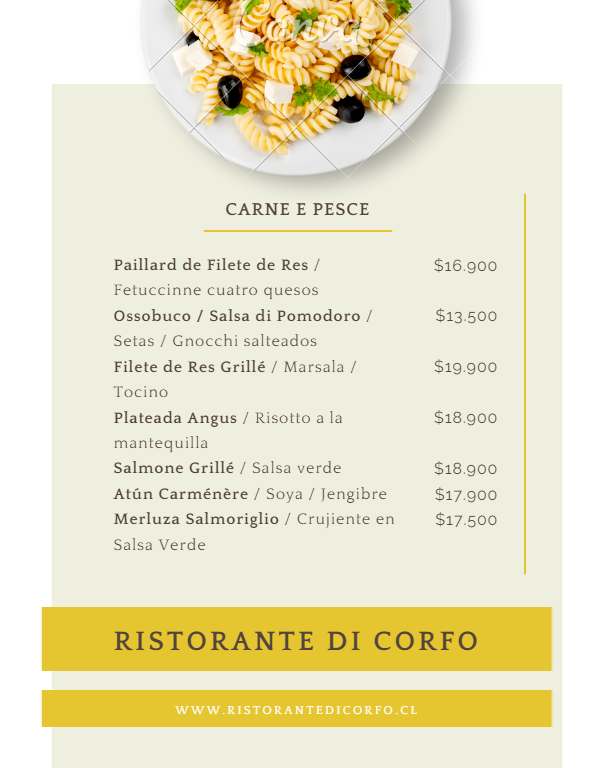 Canva
CARNE E PESCE
Paillard de Filete de Res / $16.900
Fetuccinne cuatro quesos
Ossobuco / Salsa di Pomodoro / $13.500
Setas / Gnocchi salteados
Filete de Res Grillé / Marsala / $19.900
Tocino
Plateada Angus / Risotto a la $18.900
mantequilla
Salmone Grillé / Salsa verde $18.900
Atún Carménère / Soya / Jengibre $17.900
Merluza Salmoriglio / Crujiente en $17.500
Salsa Verde
RISTORANTE DI CORFO
WWW.RISTORANTEDICORFO.CL